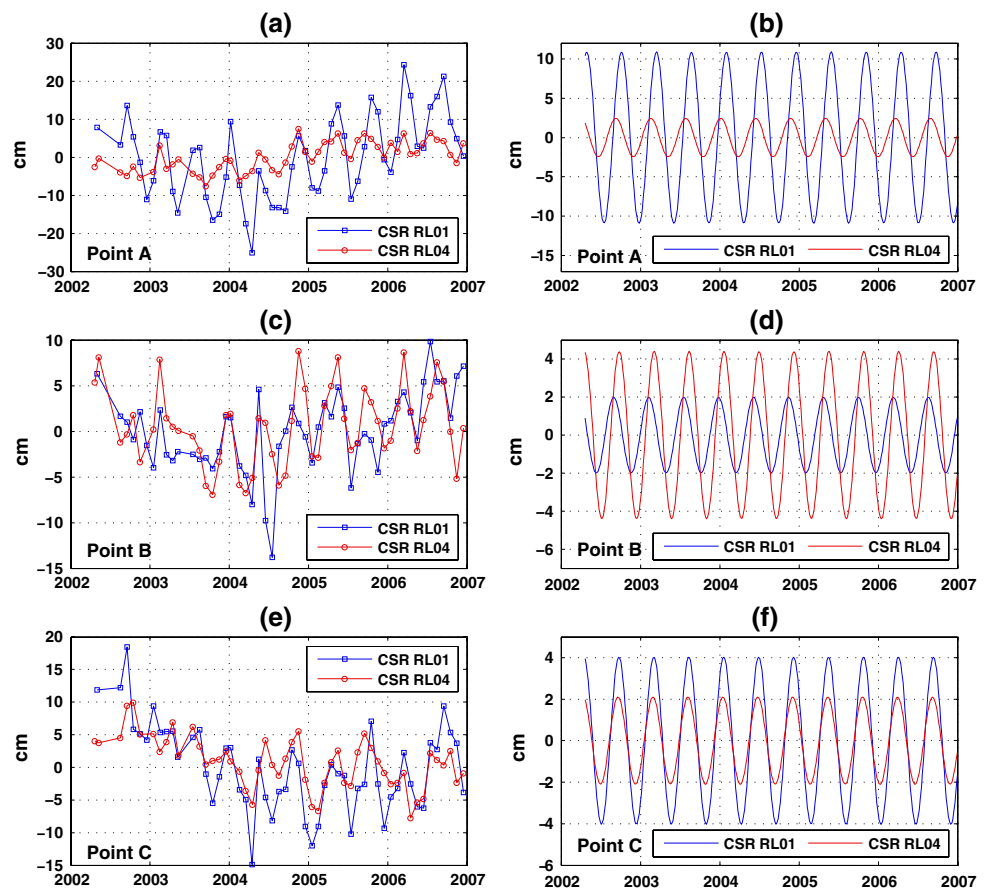 (a)
30
20
10
0
−10
−20
−30
cm
CSR RL01
CSR RL04
Point A
2002 2003 2004 2005 2006 2007
(b)
10
5
0
−5
−10
−15
Point A
CSR RL01 CSR RL04
2002 2003 2004 2005 2006 2007
(c)
10
5
0
−5
−10
−15
cm
CSR RL01
CSR RL04
Point B
2002 2003 2004 2005 2006 2007
(d)
4
2
0
−2
−4
−6
cm
Point B
CSR RL01 CSR RL04
2002 2003 2004 2005 2006 2007
(e)
20
15
10
5
0
−5
−10
−15
cm
CSR RL01
CSR RL04
Point C
2002 2003 2004 2005 2006 2007
(f)
4
2
0
−2
−4
−6
cm
Point C
CSR RL01 CSR RL04
2002 2003 2004 2005 2006 2007